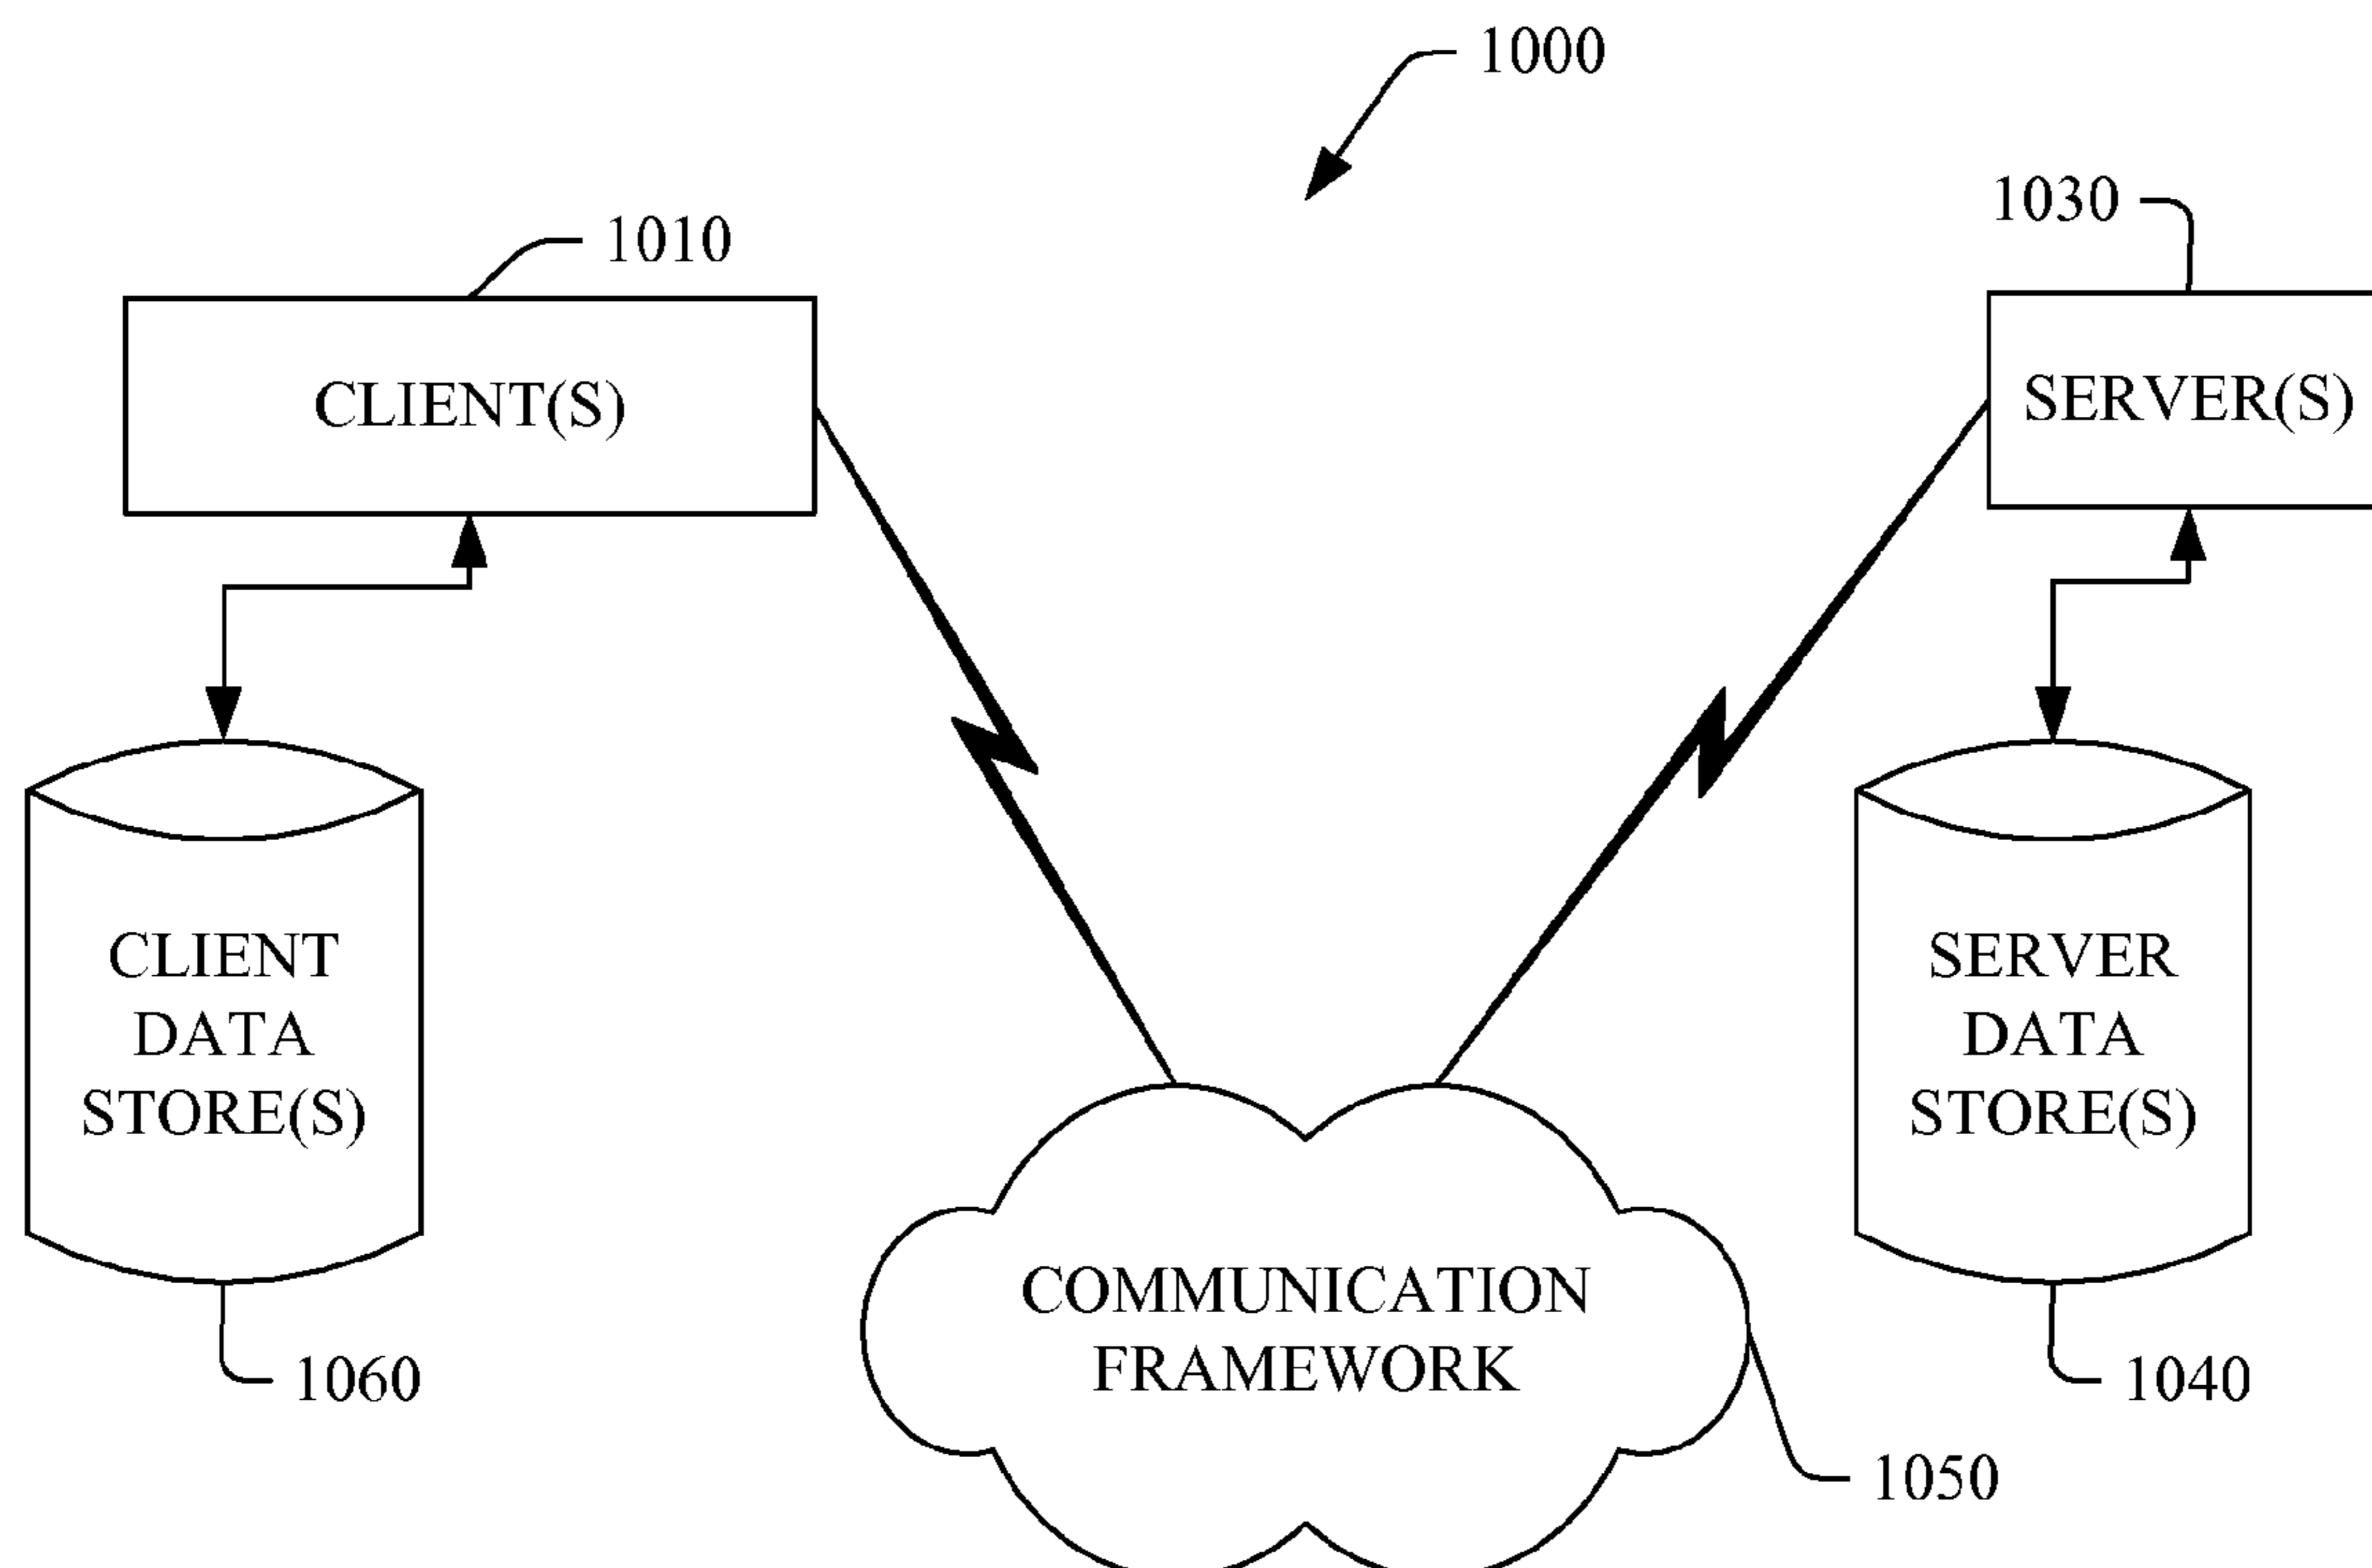 1000
1030
1010
CLIENT(S)
SERVER(S)
CLIENT
DATA
STORE(S)
SERVER
DATA
STORE(S)
COMMUNICATION
FRAMEWORK
1060
1040
1050